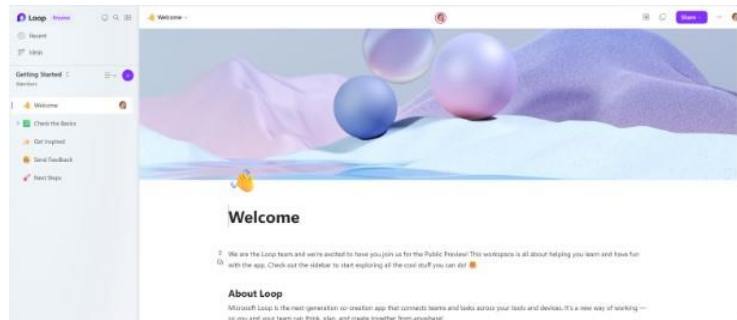 Loop Preview
Welcome
Share
Recent
Ideas
Getting Started
Members
Welcome
Check the Basics
Get Inspired
Send Feedback
Next Steps
Welcome
We are the Loop team and we're excited to have you join us for the Public Preview! This workspace is all about helping you learn and have fun
with the app. Check out the sidebar to start exploring all the cool stuff you can do!
About Loop
Microsoft Loop is the next-generation co-creation app that connects teams and tasks across your tools and devices. It's a new way of working —
so you and your team can think, plan, and create together from anywhere!